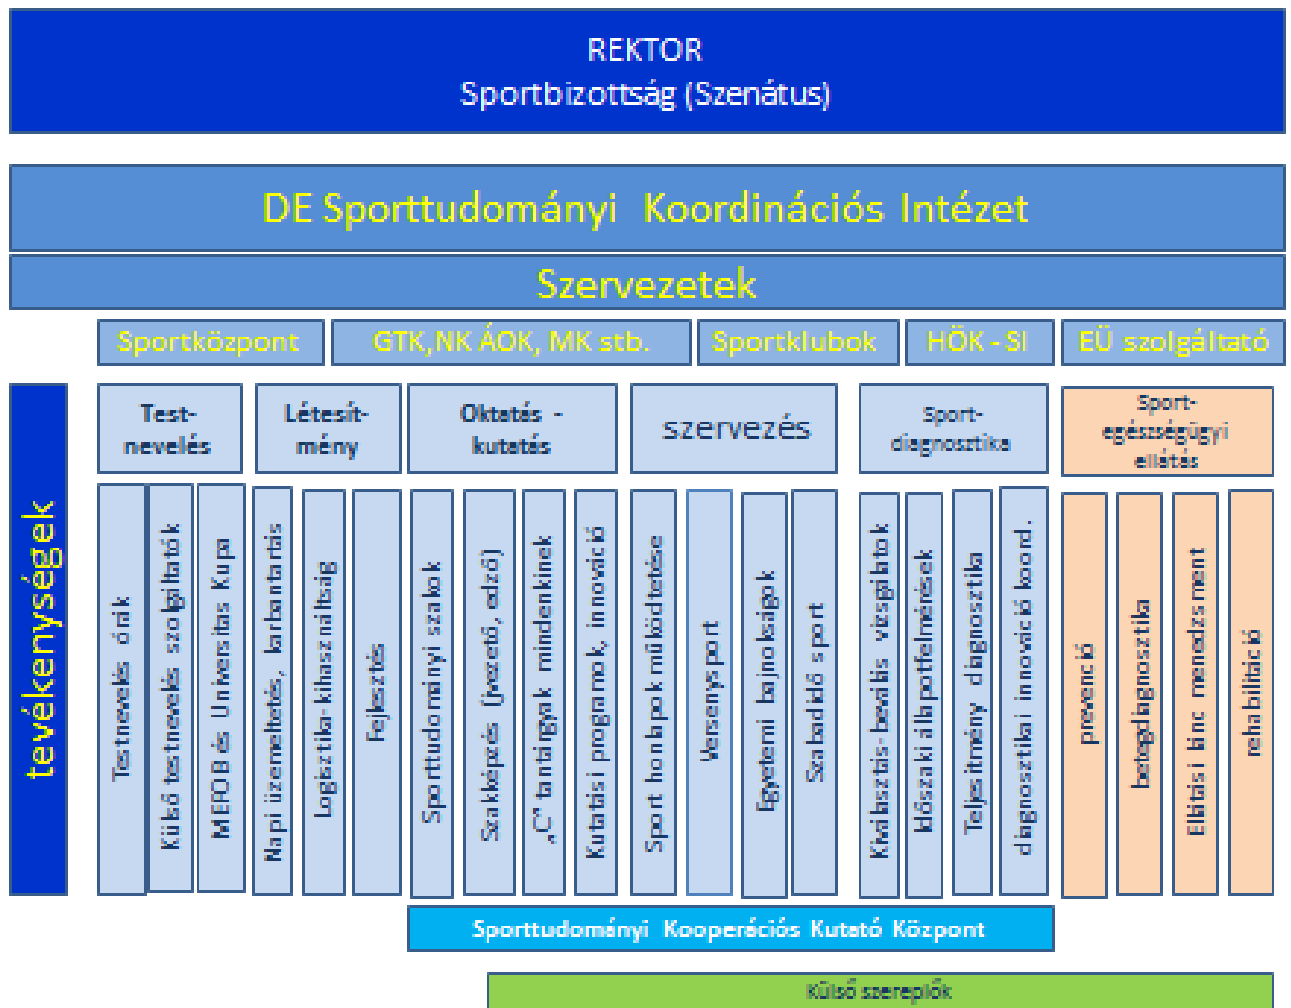 REKTOR
Sportbizottság (Szenátus)
DE Sporttudományi Koordinációs Intézet
Szervezetek
Sportközpont
GTK,NK ÁOK, MK stb.
Sportklubok
HÖK - SI
EÜ szolgáltató
tevékenységek
Test-
nevelés
Létesít-
mény
Oktatás -
kutatás
szervezés
Sport-
diagnosztika
Sport-
egészségügyi
ellátás
Testnevelés órák
Külső testnevelés szolgáltatók
MEFOB és Universitas Kupa
Napi üzemeltetés, karbantartás
Logisztika- kihasználtság
Fejlesztés
Sporttudományi szakok
Szakképzés (jvezető, edző)
„C” tantárgyak mindenkinek
Kutatási programok, innováció
Sport honlapok működtetése
Versenysport
Egyetemi bajnokságok
Szabadidő sport
Kiválasztás- beválás vizsgálatok
Időszaki állapotfelmérések
Teljesítmény diagnosztika
diagnosztikai innováció koord.
prevenció
betegdiagnosztika
Ellátási lánc menedzsment
rehabilitáció
Sporttudományi Kooperációs Kutató Központ
Külső szereplők